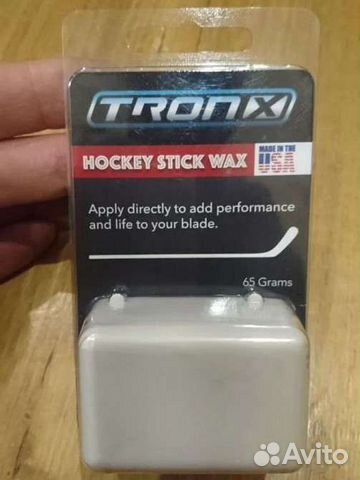 TRONX
HOCKEY STICK WAX
MADE IN THE
USA
Apply directly to add performance
and life to your blade.
65 Grams
Avito